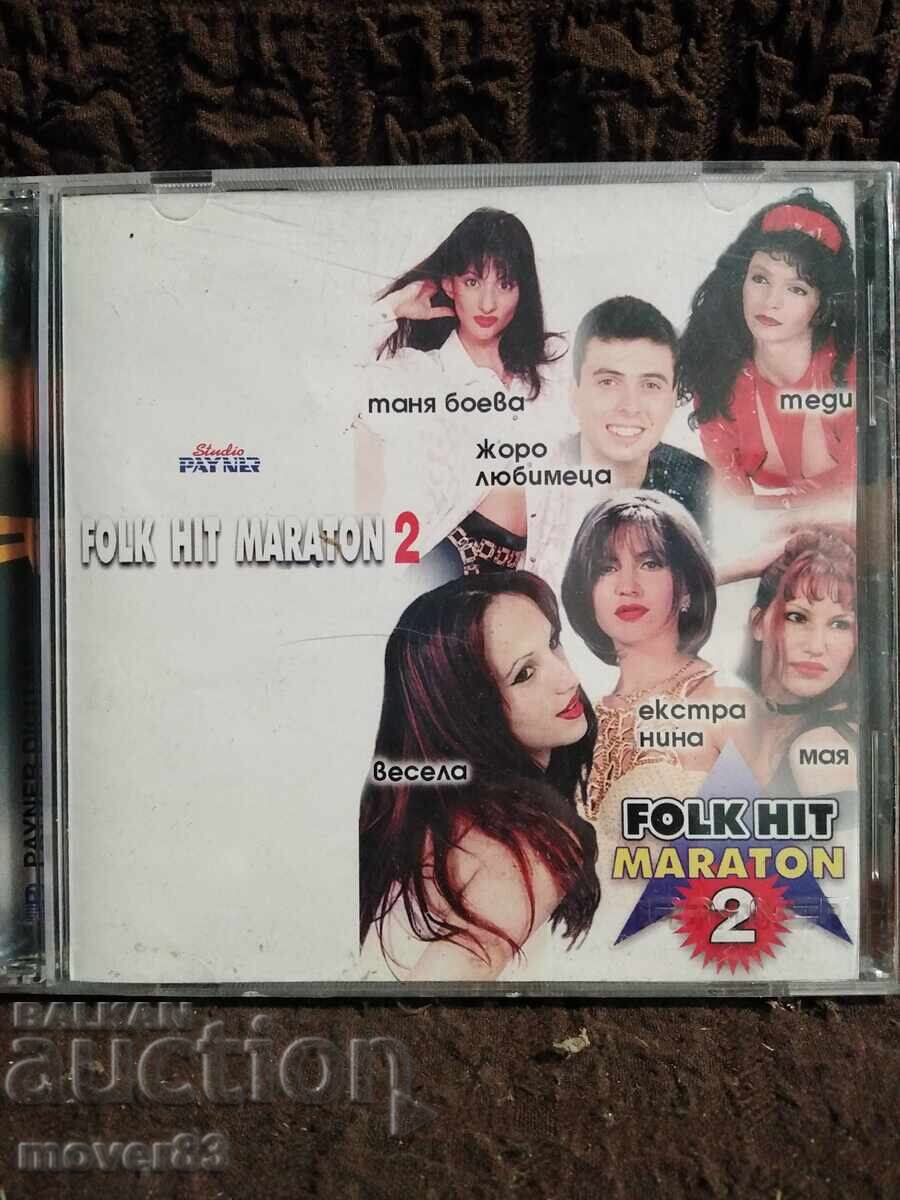 таня боева
теди
жоро
любимеца
Studio
PAYNER
FOLK HIT MARATON 2
екстра
нина
мая
весела
FOLK HIT
MARATON
2
PAYNER
BALKAN
auction
mover83